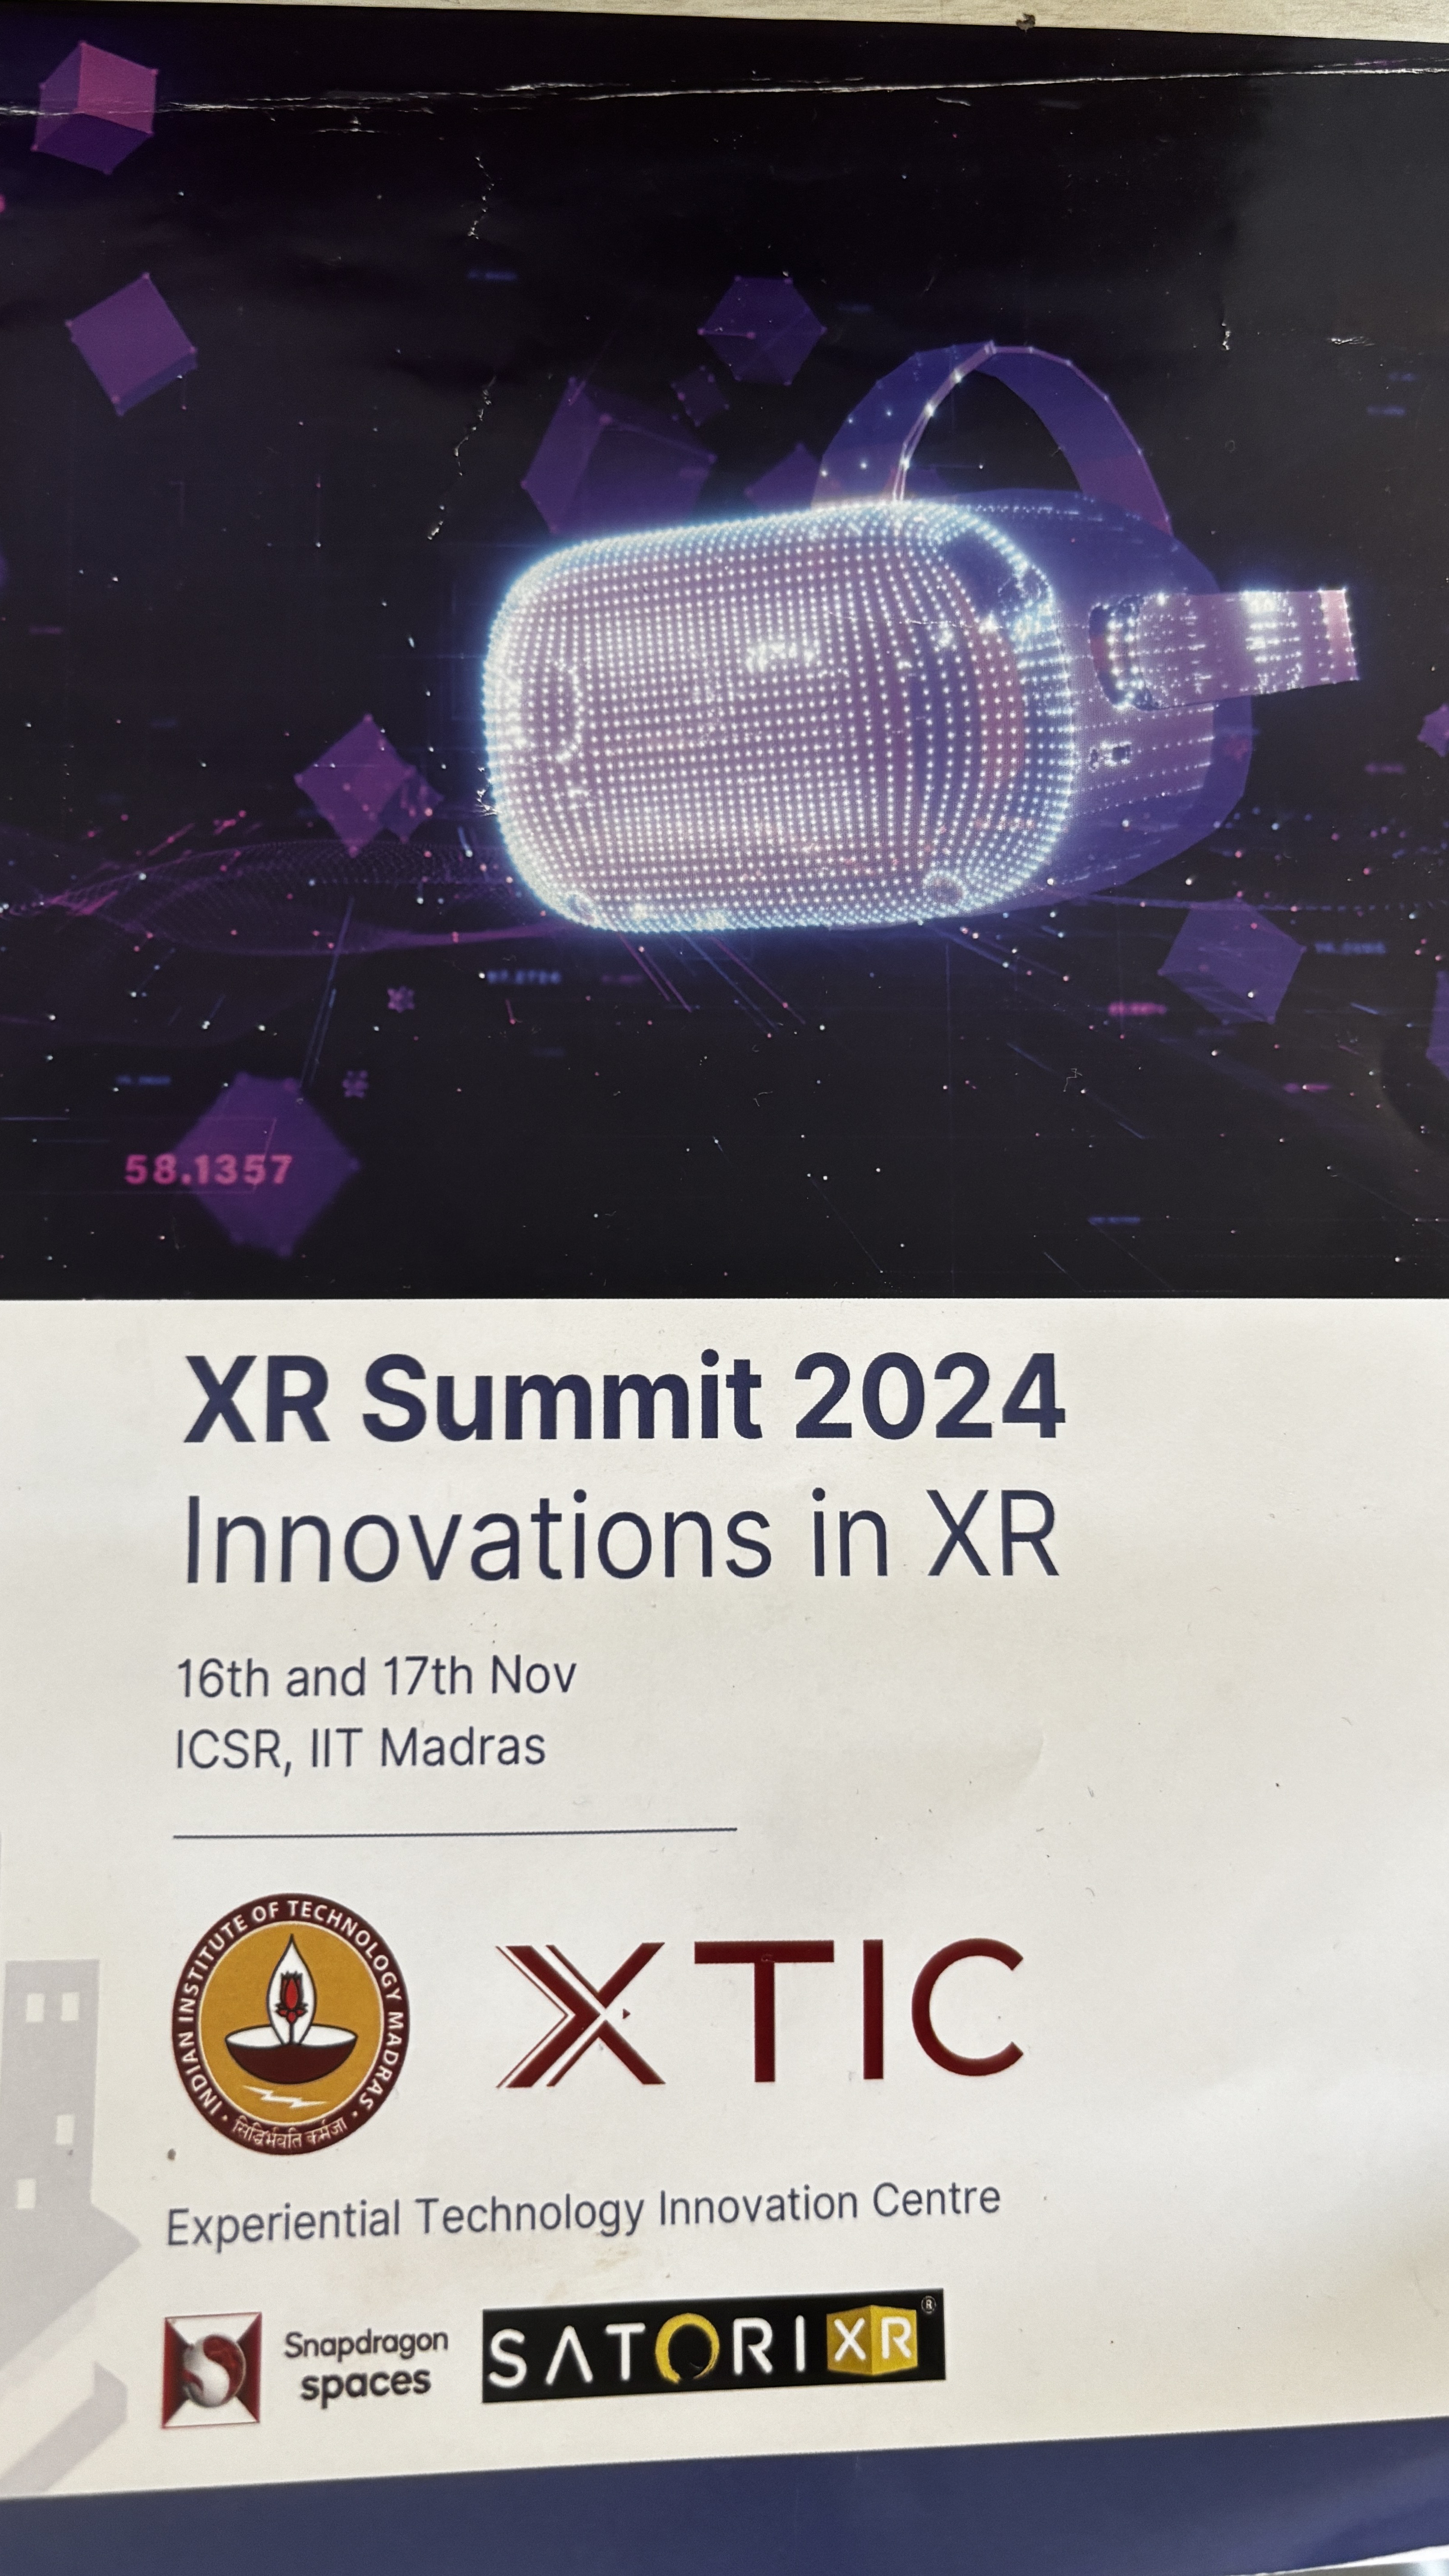 58.1357
XR Summit 2024
Innovations in XR
16th and 17th Nov
ICSR, IIT Madras
INDIAN INSTITUTE OF TECHNOLOGY MADRAS
सिद्धिर्भवति कर्मजा
XTIC
Experiential Technology Innovation Centre
Snapdragon
spaces
SATORI XR ®